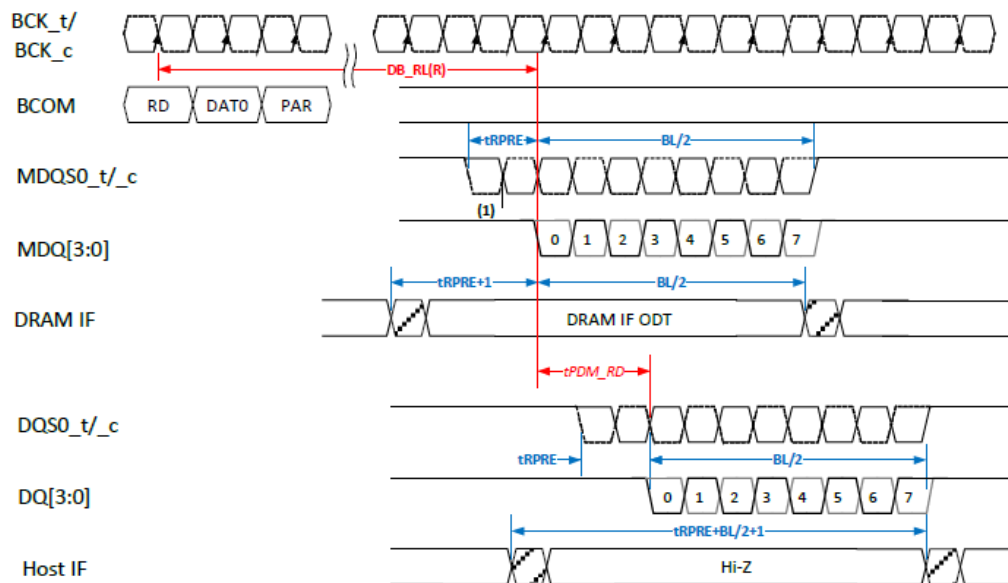 BCK_t/
BCK_c
DB_RL(R)
BCOM
RD DAT0 PAR
tRPRE BL/2
MDQS0_t/_c
(1)
MDQ[3:0]
0 1 2 3 4 5 6 7
tRPRE+1 BL/2
DRAM IF
DRAM IF ODT
tPDM_RD
DQS0_t/_c
tRPRE BL/2
DQ[3:0]
0 1 2 3 4 5 6 7
tRPRE+BL/2+1
Host IF
Hi-Z